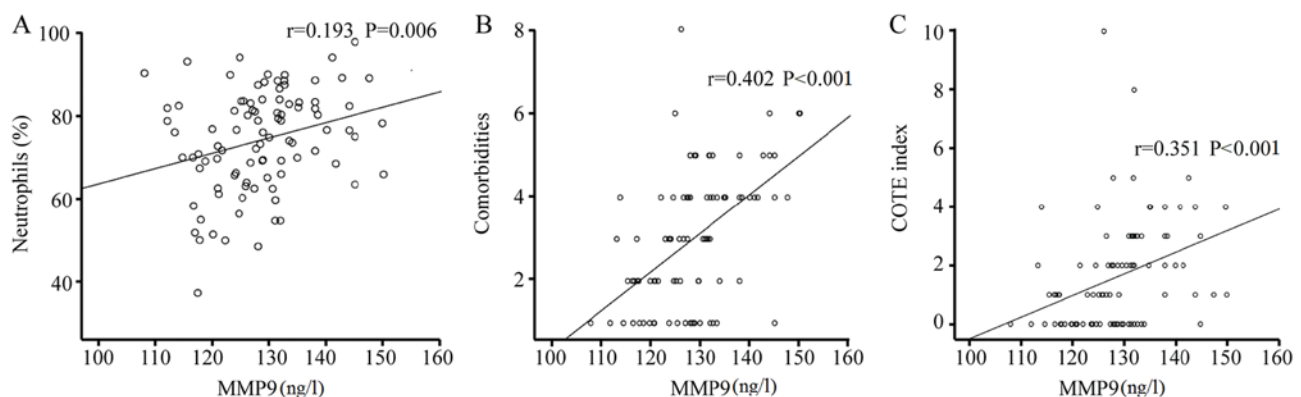 A
r=0.193 P=0.006
Neutrophils (%)
100
80
60
40
100 110 120 130 140 150 160
MMP9(ng/l)
B
r=0.402 P<0.001
Comorbidities
8
6
4
2
100 110 120 130 140 150 160
MMP9(ng/l)
C
r=0.351 P<0.001
COTE index
10
8
6
4
2
0
100 110 120 130 140 150 160
MMP9(ng/l)